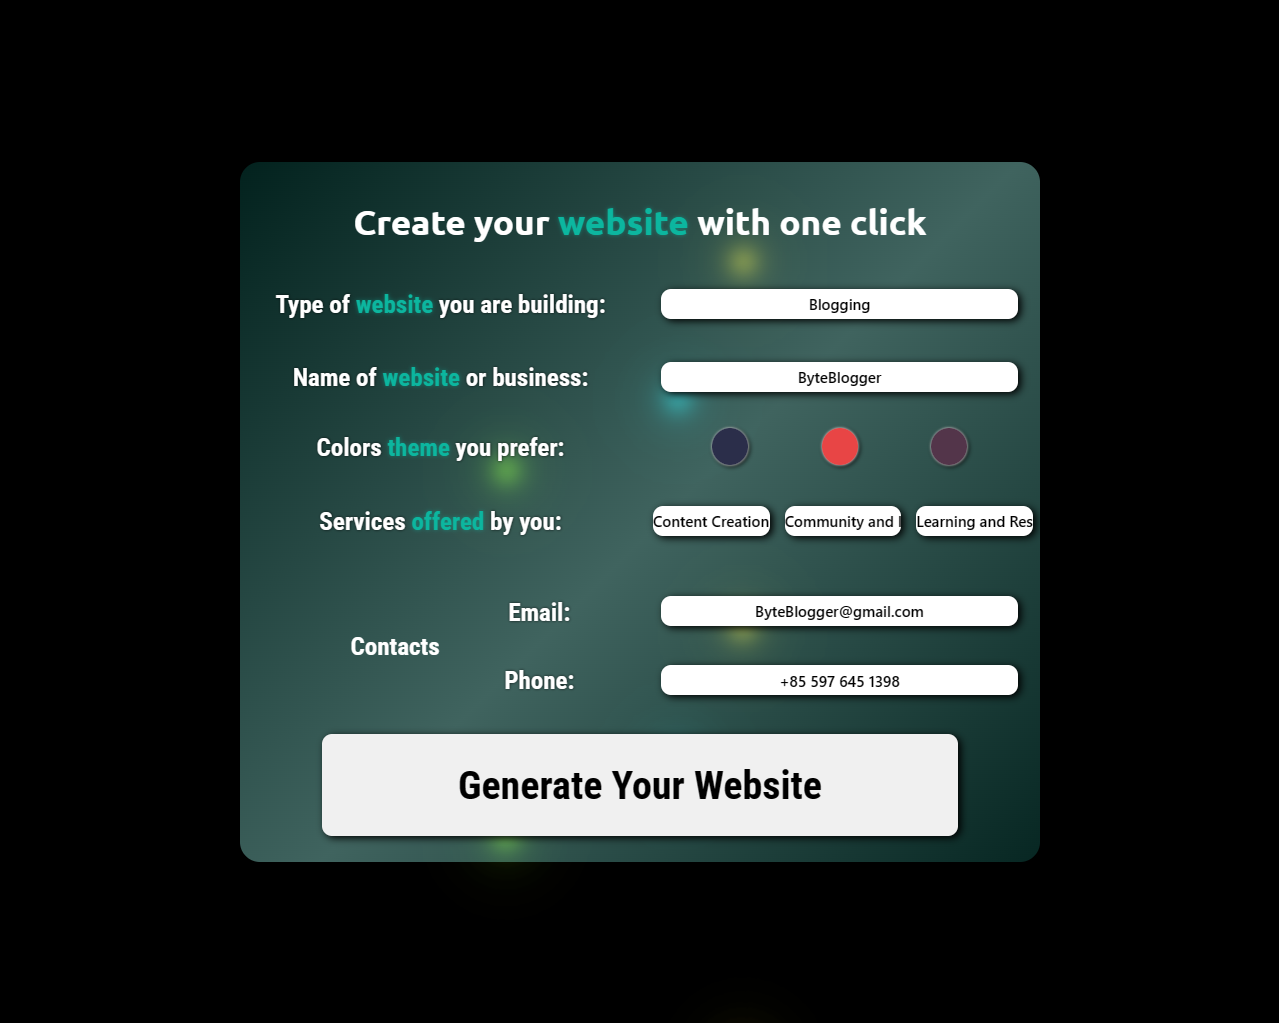 Create your website with one click
Type of website you are building:
Blogging
Name of website or business:
ByteBlogger
Colors theme you prefer:
Services offered by you:
Content Creation
Community and
Learning and Res
Email:
ByteBlogger@gmail.com
Contacts
Phone:
+85 597 645 1398
Generate Your Website